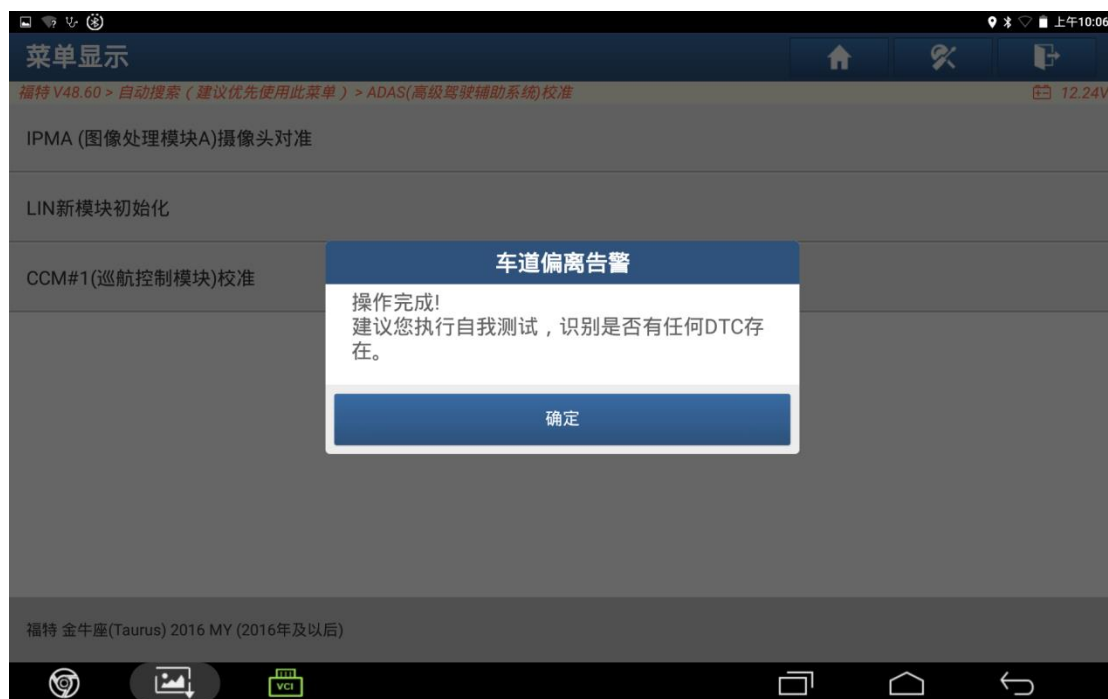 上午10:06
菜单显示
福特 V48.60 > 自动搜索（建议优先使用此菜单）> ADAS(高级驾驶辅助系统)校准
12.24V
IPMA (图像处理模块A)摄像头对准
LIN新模块初始化
CCM#1(巡航控制模块)校准
车道偏离告警
操作完成!
建议您执行自我测试，识别是否有任何DTC存
在。
确定
福特 金牛座(Taurus) 2016 MY (2016年及以后)
VCI